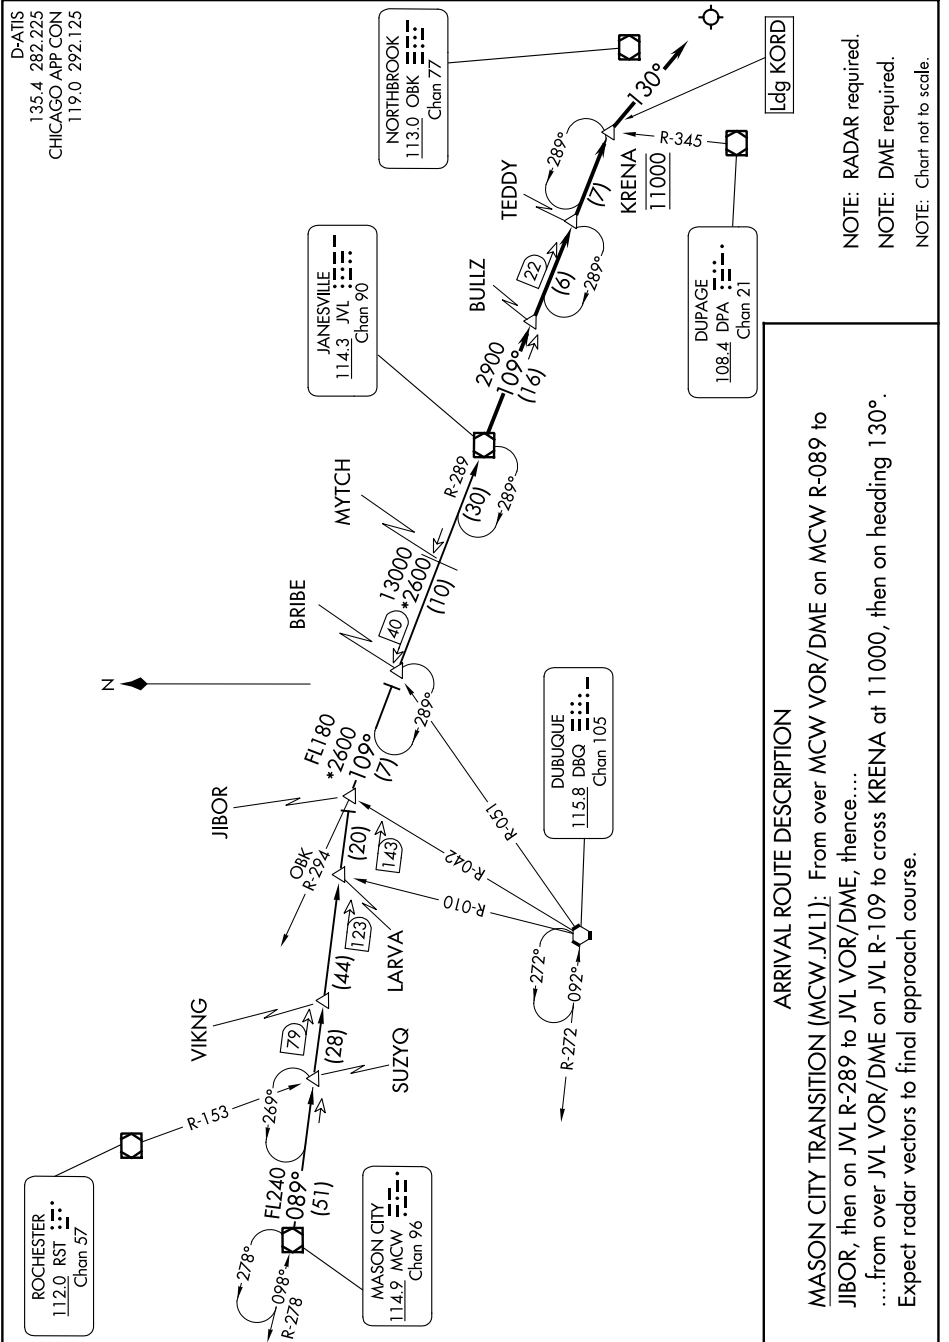 D-ATIS
135.4 282.225
CHICAGO APP CON
119.0 292.125
ROCHESTER
112.0 RST
Chan 57
R-153
MASON CITY
114.9 MCW
Chan 96
278°
098°
R-278
FL240
089°
(51)
269°
SUZYQ
(28)
79
VIKNG
(44)
123
LARVA
(20)
143
OBK
R-294
JIBOR
FL180
*2600
109°
(7)
289°
N
BRIBE
40
13000
*2600
(10)
MYTCH
(30)
R-289
289°
JANESVILLE
114.3 JVL
Chan 90
2900
109°
(16)
BULLZ
22
(6)
289°
TEDDY
(7)
289°
KRENA
11000
130°
Ldg KORD
NORTHBROOK
113.0 OBK
Chan 77
R-345
DUPAGE
108.4 DPA
Chan 21
DUBUQUE
115.8 DBQ
Chan 105
R-010
R-042
R-051
272°
092°
R-272
NOTE: RADAR required.
NOTE: DME required.
NOTE: Chart not to scale.
ARRIVAL ROUTE DESCRIPTION
MASON CITY TRANSITION (MCW.JVL1): From over MCW VOR/DME on MCW R-089 to
JIBOR, then on JVL R-289 to JVL VOR/DME, thence....
....from over JVL VOR/DME on JVL R-109 to cross KRENA at 11000, then on heading 130°.
Expect radar vectors to final approach course.